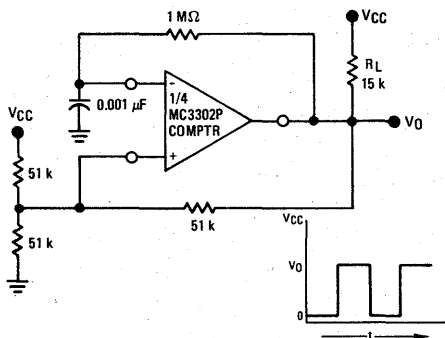 1 MΩ
VCC
RL
15 k
0.001 µF
-
1/4
MC3302P
COMPTR
+
VO
VCC
51 k
51 k
51 k
VCC
VO
0
t